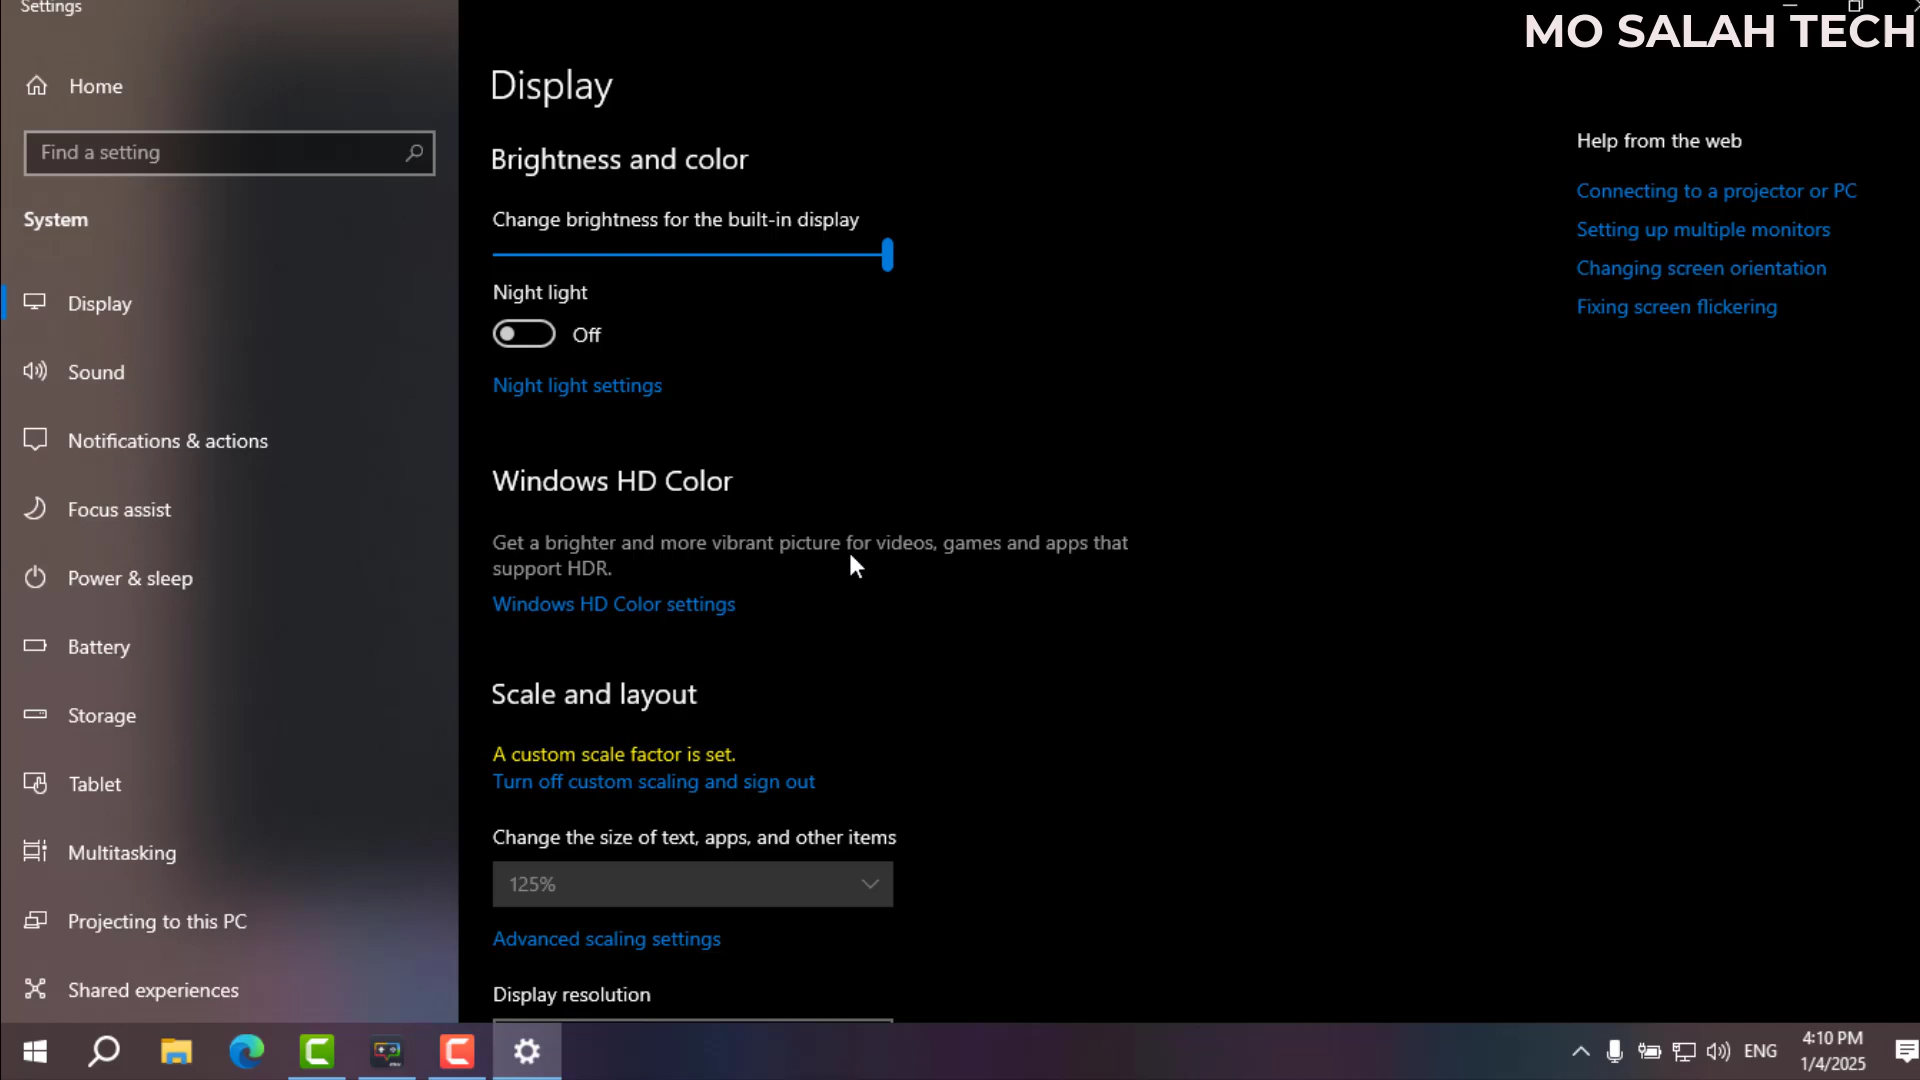 Settings
MO SALAH TECH
Home
Find a setting
System
Display
Sound
Notifications & actions
Focus assist
Power & sleep
Battery
Storage
Tablet
Multitasking
Projecting to this PC
Shared experiences
Display
Brightness and color
Change brightness for the built-in display
Night light
Off
Night light settings
Windows HD Color
Get a brighter and more vibrant picture for videos, games and apps that
support HDR.
Windows HD Color settings
Scale and layout
A custom scale factor is set.
Turn off custom scaling and sign out
Change the size of text, apps, and other items
125%
Advanced scaling settings
Display resolution
Help from the web
Connecting to a projector or PC
Setting up multiple monitors
Changing screen orientation
Fixing screen flickering
ENG
4:10 PM
1/4/2025